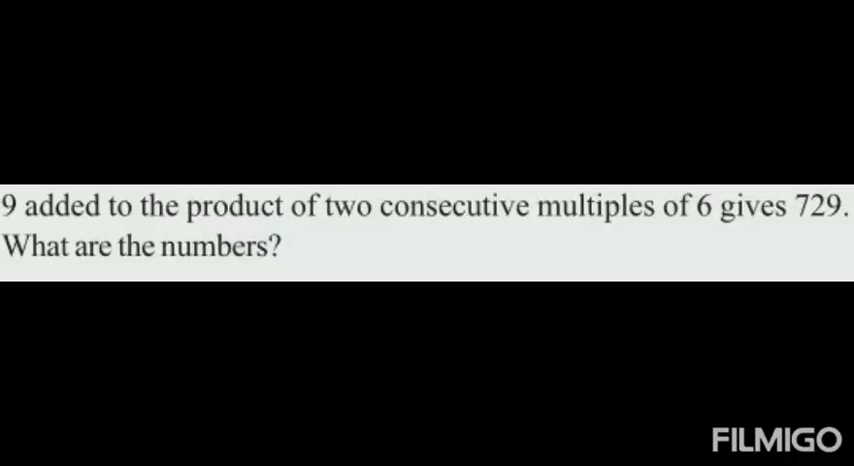 9 added to the product of two consecutive multiples of 6 gives 729.
What are the numbers?
FILMIGO